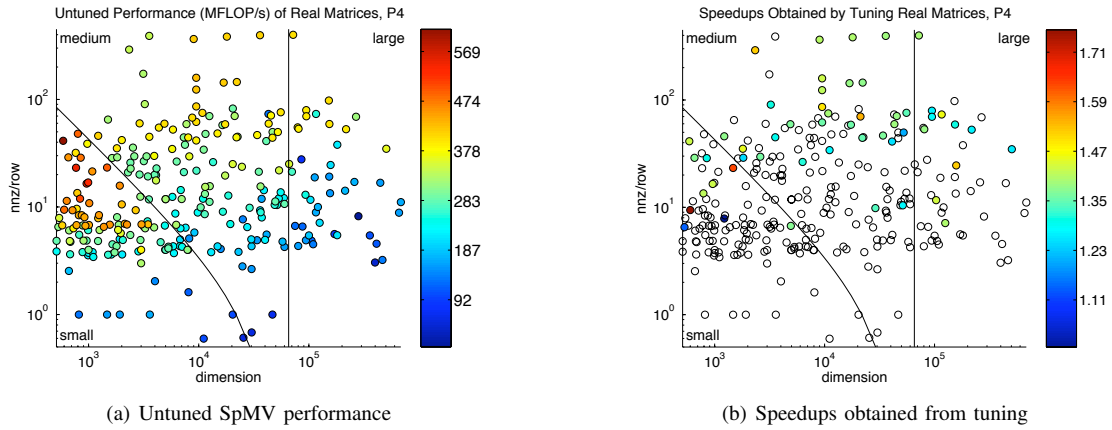 Untuned Performance (MFLOP/s) of Real Matrices, P4
medium
large
small
10^2
10^1
10^0
nnz/row
10^3
10^4
10^5
dimension
569
474
378
283
187
92
(a) Untuned SpMV performance
Speedups Obtained by Tuning Real Matrices, P4
medium
large
small
10^2
10^1
10^0
nnz/row
10^3
10^4
10^5
dimension
1.71
1.59
1.47
1.35
1.23
1.11
(b) Speedups obtained from tuning